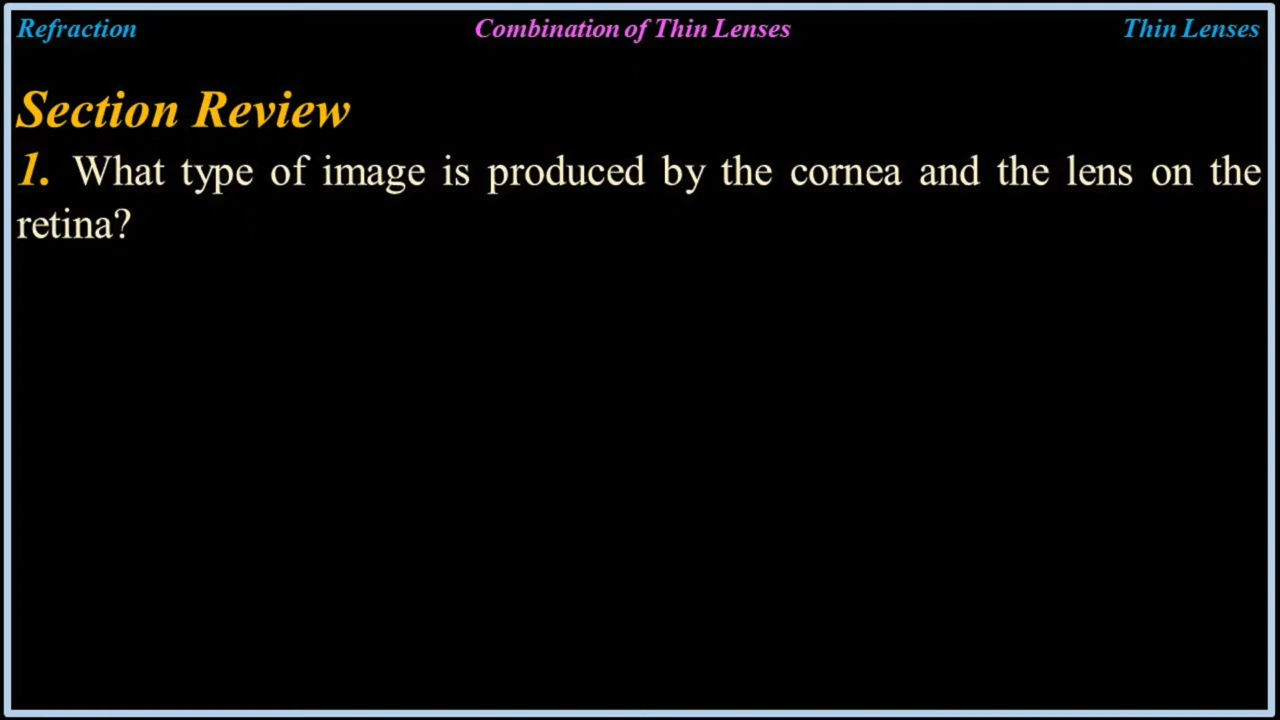 Refraction Combination of Thin Lenses Thin Lenses
Section Review
1. What type of image is produced by the cornea and the lens on the
retina?